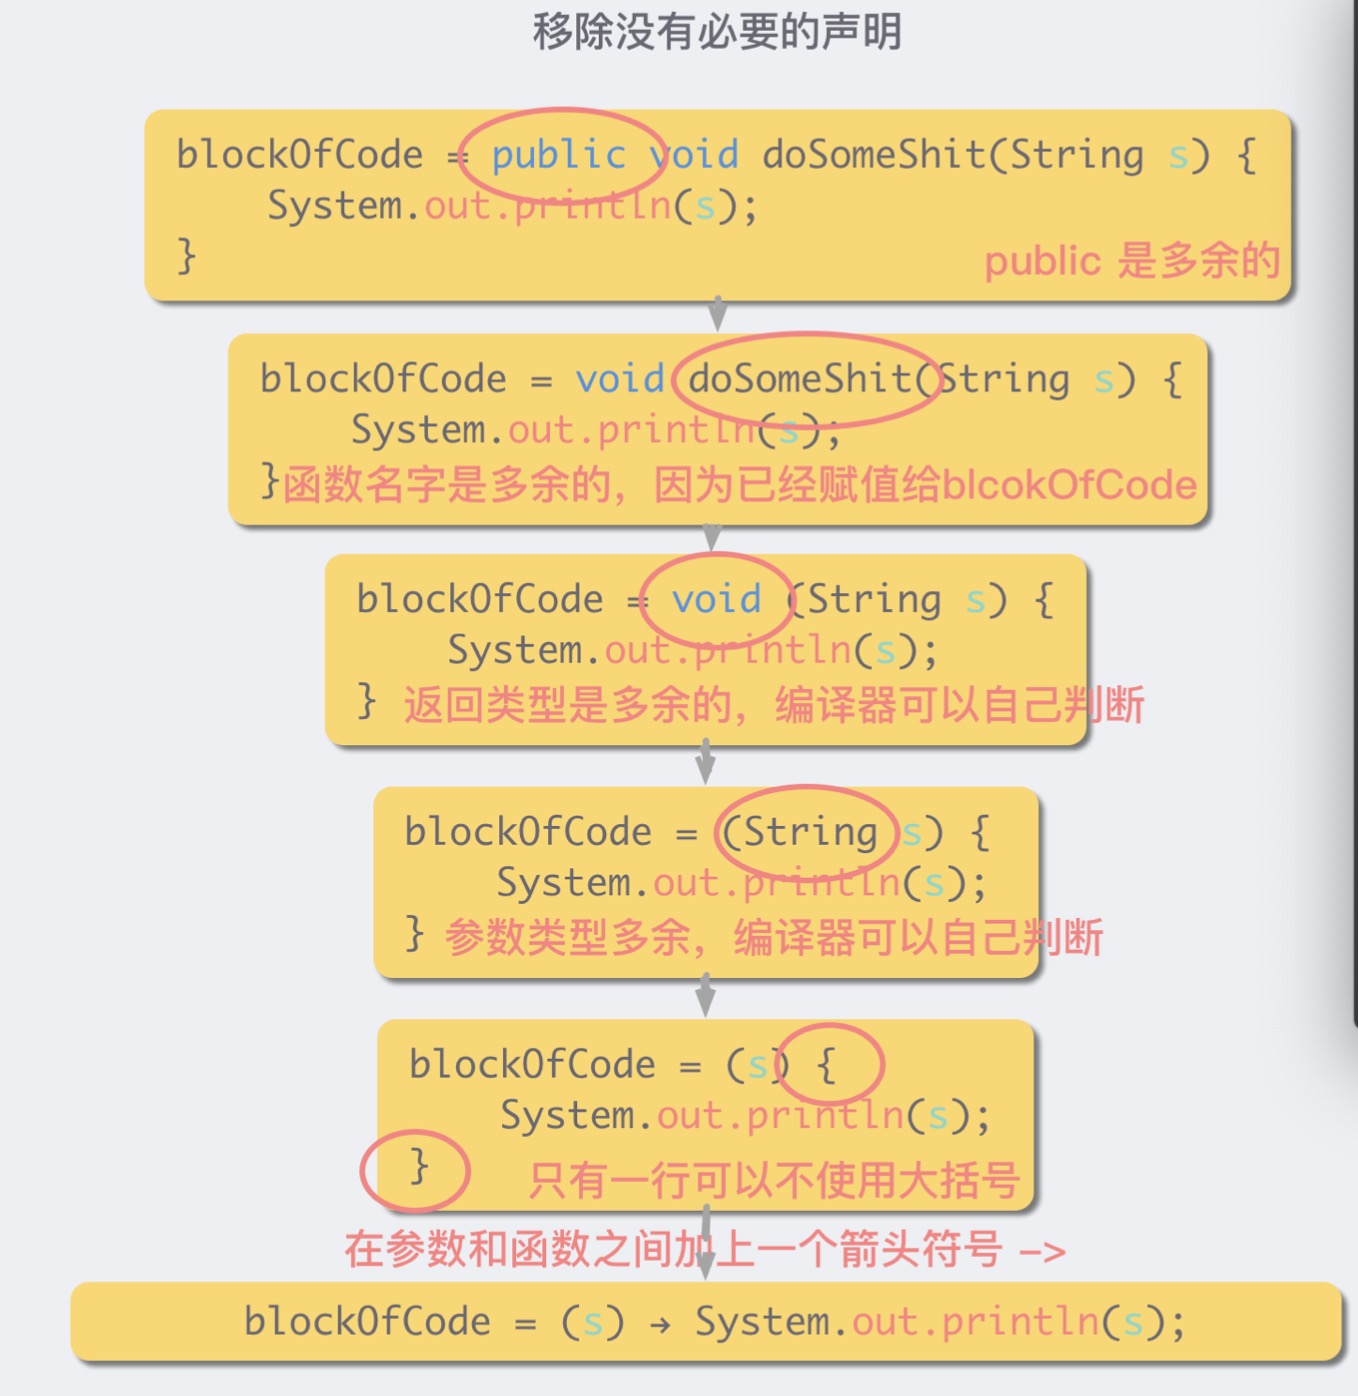 移除没有必要的声明
blockOfCode = public void doSomeShit(String s) {
System.out.println(s);
}
public 是多余的
blockOfCode = void doSomeShit(String s) {
System.out.println(s);
}函数名字是多余的，因为已经赋值给blcokOfCode
blockOfCode = void (String s) {
System.out.println(s);
} 返回类型是多余的，编译器可以自己判断
blockOfCode = (String s) {
System.out.println(s);
} 参数类型多余，编译器可以自己判断
blockOfCode = (s) {
System.out.println(s);
} 只有一行可以不使用大括号
在参数和函数之间加上一个箭头符号 ->
blockOfCode = (s) → System.out.println(s);